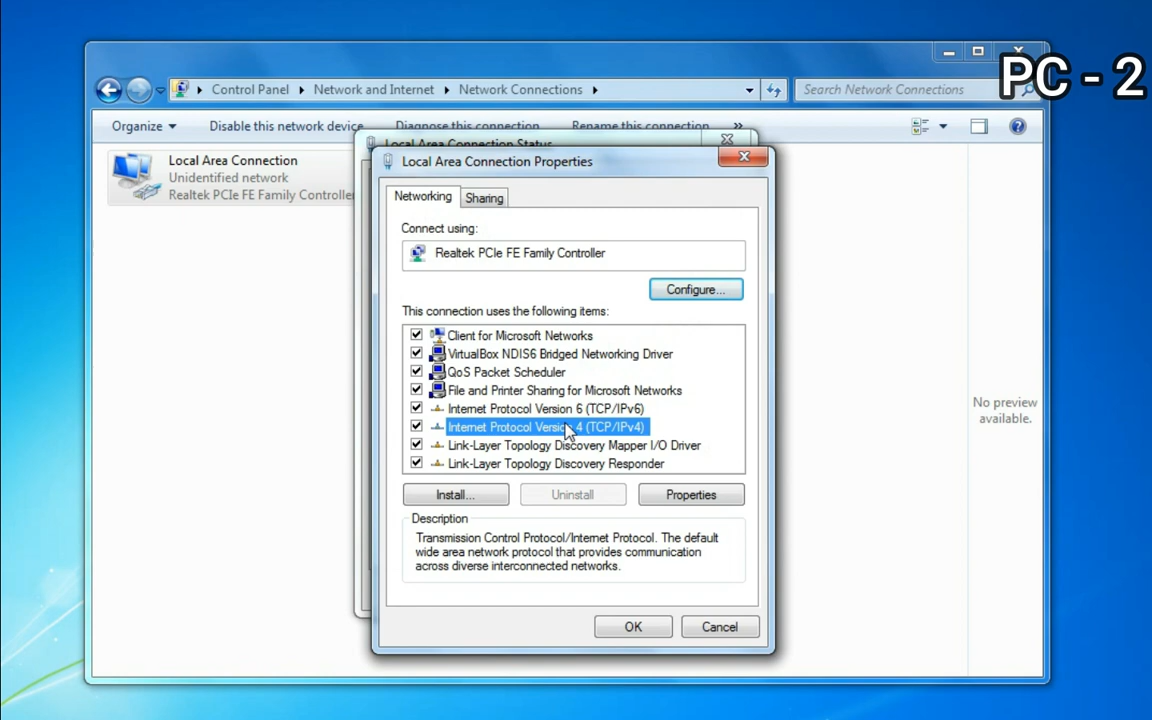 PC - 2
Control Panel
Network and Internet
Network Connections
Search Network Connections
Organize
Disable this network device
Diagnose this connection
Rename this connection
»
Local Area Connection
Unidentified network
Realtek PCIe FE Family Controller
Local Area Connection Status
Local Area Connection Properties
Networking
Sharing
Connect using:
Realtek PCIe FE Family Controller
Configure...
This connection uses the following items:
Client for Microsoft Networks
VirtualBox NDIS6 Bridged Networking Driver
QoS Packet Scheduler
File and Printer Sharing for Microsoft Networks
Internet Protocol Version 6 (TCP/IPv6)
Internet Protocol Version 4 (TCP/IPv4)
Link-Layer Topology Discovery Mapper I/O Driver
Link-Layer Topology Discovery Responder
Install...
Uninstall
Properties
Description
Transmission Control Protocol/Internet Protocol. The default
wide area network protocol that provides communication
across diverse interconnected networks.
OK
Cancel
No preview
available.